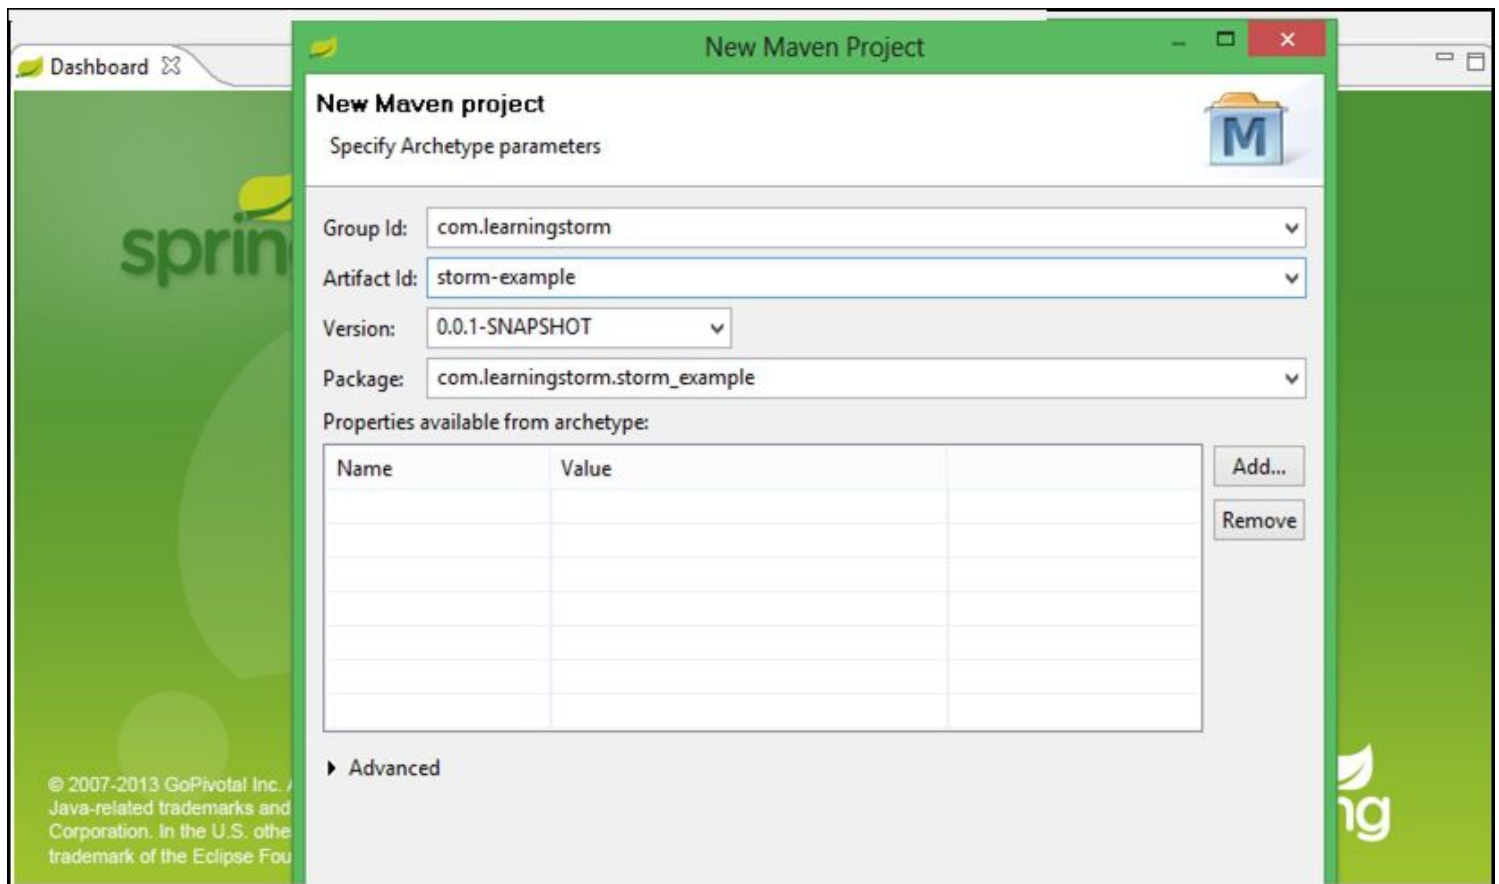 New Maven Project
Dashboard
New Maven project
Specify Archetype parameters
M
spring
Group Id: com.learningstorm
Artifact Id: storm-example
Version: 0.0.1-SNAPSHOT
Package: com.learningstorm.storm_example
Properties available from archetype:
Name Value
Add...
Remove
Advanced
© 2007-2013 GoPivotal Inc.
Java-related trademarks and
Corporation. In the U.S. othe
trademark of the Eclipse Fou
ng